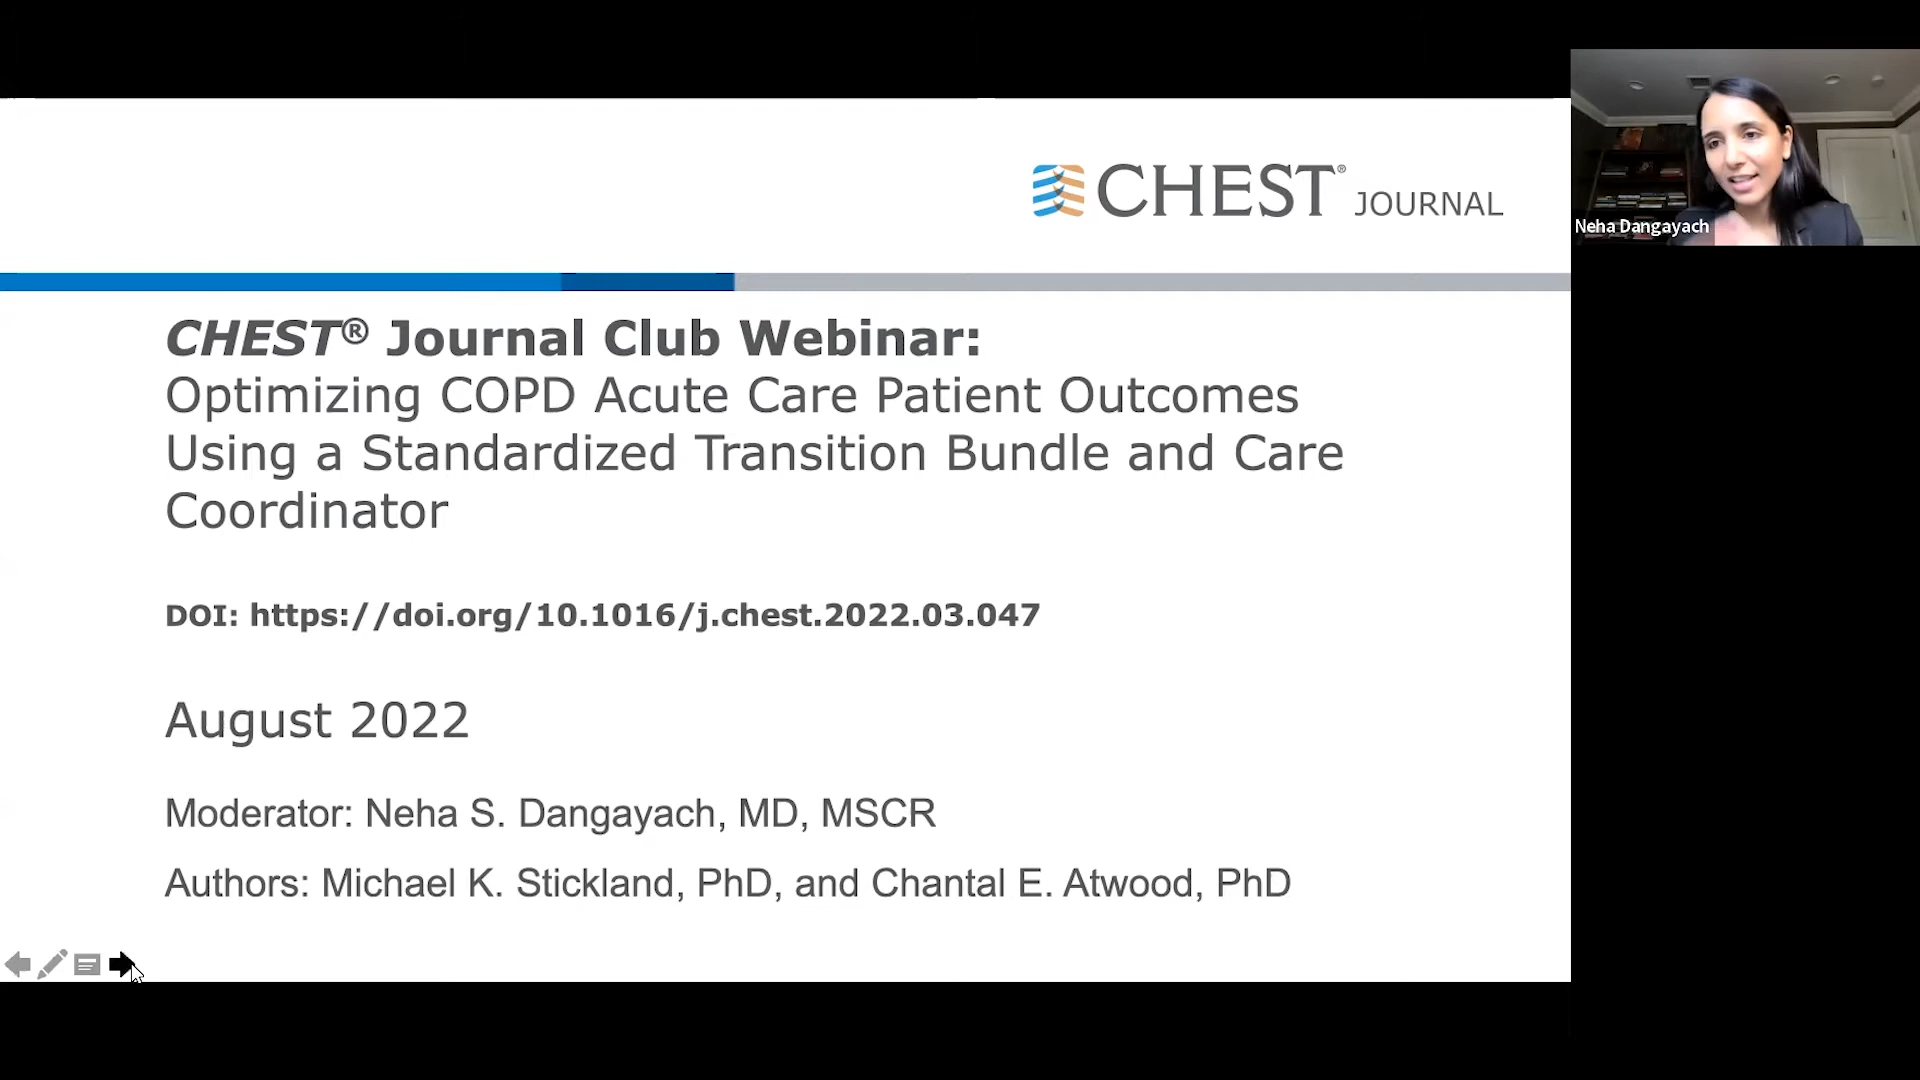 CHEST® JOURNAL
Neha Dangayach
CHEST® Journal Club Webinar:
Optimizing COPD Acute Care Patient Outcomes
Using a Standardized Transition Bundle and Care
Coordinator
DOI: https://doi.org/10.1016/j.chest.2022.03.047
August 2022
Moderator: Neha S. Dangayach, MD, MSCR
Authors: Michael K. Stickland, PhD, and Chantal E. Atwood, PhD